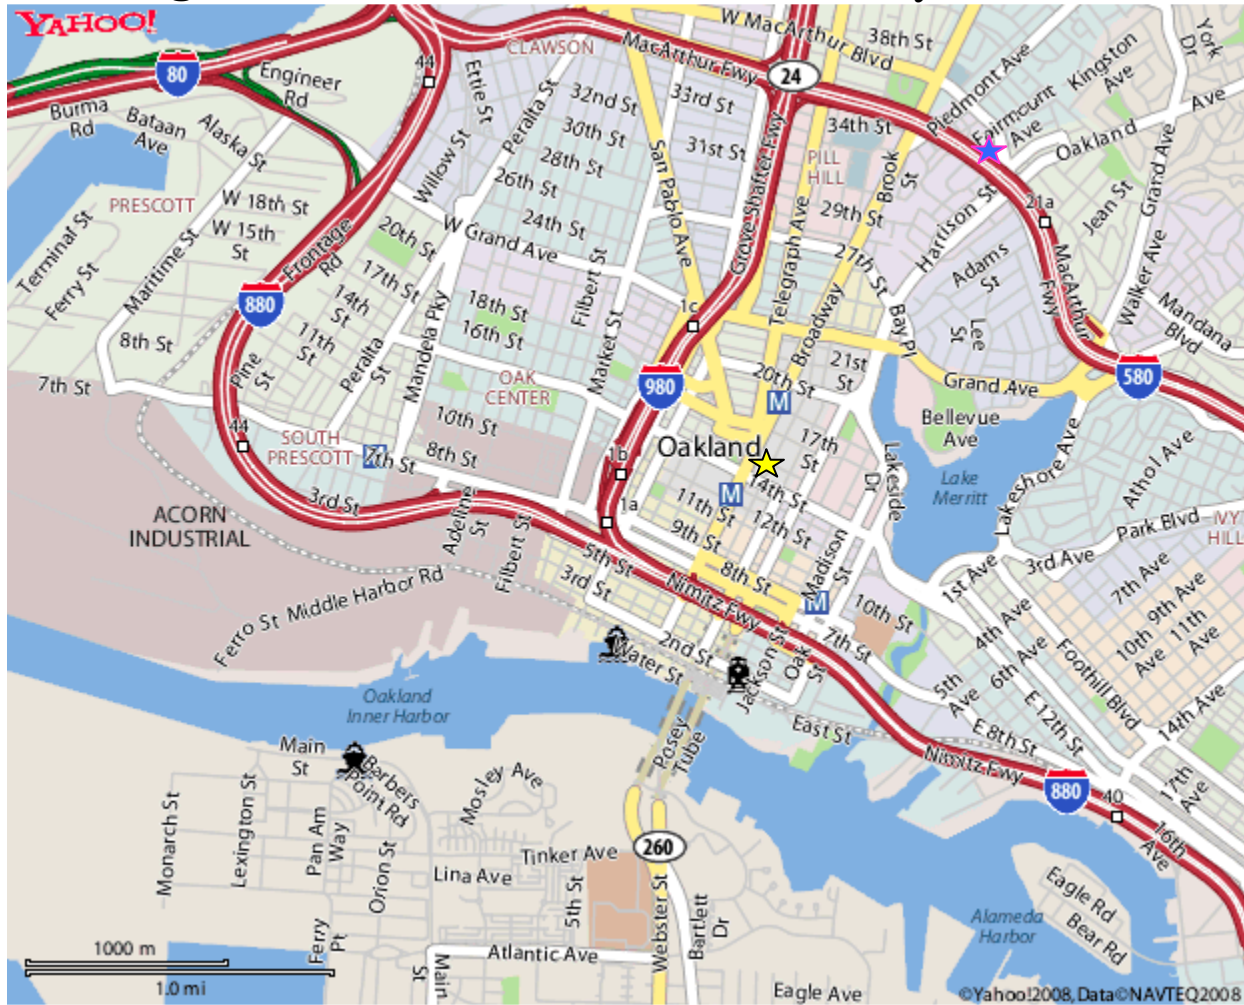 YAHOO!
W MacArthur Blvd
38th St
York
Dr
CLAWSON
MacArthur Fwy
Piedmont Ave
Kingston
Ave
80
44
Engineer
Rd
Ettie St
24
Fairmount
Ave
Burma
Rd
Bataan
Ave
Alaska St
Peralta St
32nd St
33rd St
34th St
Oakland Ave
30th St
31st St
Willow St
28th St
San Pablo Ave
Grove Shafter Fwy
PILL
HILL
Brook
St
26th St
W 18th St
PRESCOTT
24th St
29th St
Harrison St
21a
Jean St
Walker Ave
W Grand Ave
Grand Ave
W 15th
St
20th St
Terminal St
Ferry St
Maritime St
Frontage
Rd
17th St
27th St
Adams
St
MacArthur
Fwy
Telegraph Ave
Broadway
880
14th
St
Filbert St
18th St
16th St
1c
Bay Pl
Mandana
Blvd
8th St
11th
St
Mandela Pky
Market St
Lee
St
Pine
St
Peralta
St
21st
St
20th St
7th St
OAK
CENTER
980
Grand Ave
580
M
10th St
Bellevue
Ave
44
SOUTH
PRESCOTT
7th St
8th St
1b
Oakland
17th
St
Lakeside
Dr
Lake
Merritt
Lakeshore Ave
Athol Ave
3rd St
1a
M
11th St
14th St
12th St
ACORN
INDUSTRIAL
Adeline
St
Filbert St
9th St
Madison
St
Park Blvd
IVY
HILL
5th St
3rd St
8th St
3rd Ave
1st Ave
7th Ave
Nimitz Fwy
M
10th St
4th Ave
9th Ave
11th
Ave
10th
Ave
Ferro St
Middle Harbor Rd
7th St
2nd St
Water St
Jackson St
Oak
St
6th Ave
Foothill Blvd
5th
Ave
E 12th St
14th Ave
Oakland
Inner Harbor
East St
E 8th St
Main
St
Posey
Tube
Nimitz Fwy
Barbers
Point Rd
Mosley Ave
880
40
17th
Ave
Monarch St
Lexington St
Pan Am
Way
Orion St
16th
Ave
Tinker Ave
260
Lina Ave
5th St
Webster St
Bartlett
Dr
Eagle Rd
Bear Rd
Alameda
Harbor
1000 m
Ferry
Pt
Main
St
Atlantic Ave
1.0 mi
Eagle Ave
©Yahoo!2008,Data©NAVTEQ2008